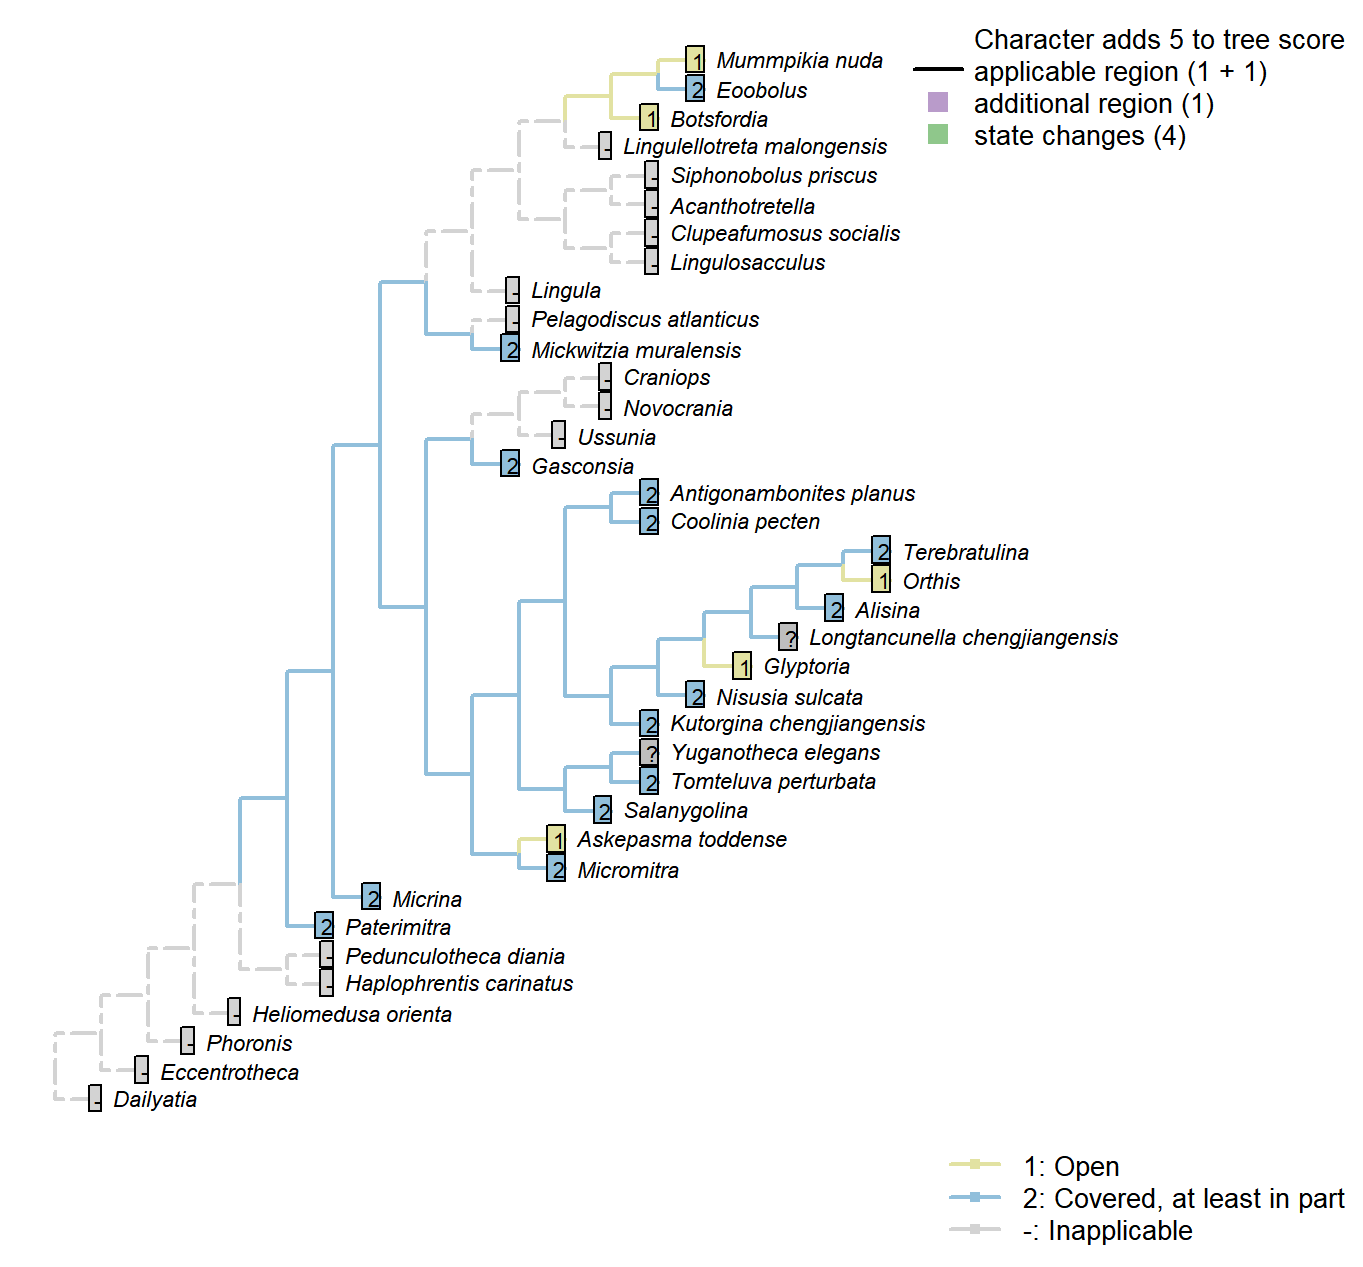 Character adds 5 to tree score
applicable region (1 + 1)
additional region (1)
state changes (4)
1 Mummpikia nuda
2 Eoobolus
1 Botsfordia
- Lingulellotreta malongensis
- Siphonobolus priscus
- Acanthotretella
- Clupeafumosus socialis
- Lingulosacculus
- Lingula
- Pelagodiscus atlanticus
2 Mickwitzia muralensis
- Craniops
- Novocrania
- Ussunia
2 Gasconsia
2 Antigonambonites planus
2 Coolinia pecten
2 Terebratulina
1 Orthis
2 Alisina
? Longtancunella chengjiangensis
1 Glyptoria
2 Nisusia sulcata
2 Kutorgina chengjiangensis
? Yuganotheca elegans
2 Tomteluva perturbata
2 Salanygolina
1 Askepasma toddense
2 Micromitra
2 Micrina
2 Paterimitra
- Pedunculotheca diania
- Haplophrentis carinatus
- Heliomedusa orienta
- Phoronis
- Eccentrotheca
- Dailyatia
1: Open
2: Covered, at least in part
-: Inapplicable